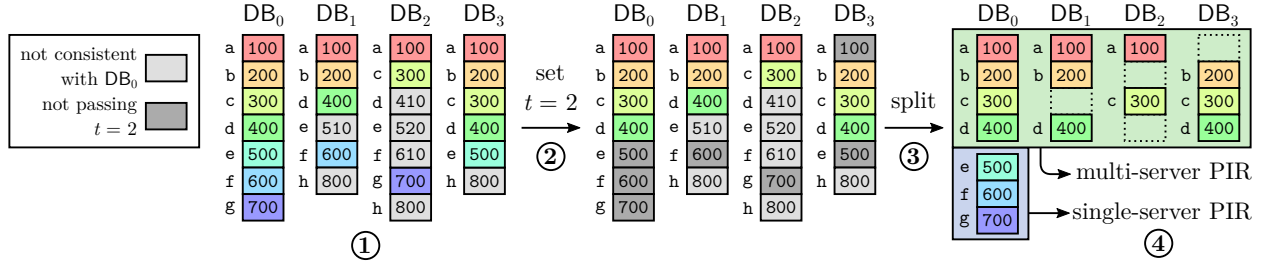 not consistent
with DB0
not passing
t = 2
DB0 DB1 DB2 DB3
a 100 a 100 a 100 a 100
b 200 b 200 c 300 b 200
c 300 d 400 d 410 c 300
d 400 e 510 e 520 d 400
e 500 f 600 f 610 e 500
f 600 h 800 g 700 h 800
g 700 h 800
①
set
t = 2
②
DB0 DB1 DB2 DB3
a 100 a 100 a 100 a 100
b 200 b 200 c 300 b 200
c 300 d 400 d 410 c 300
d 400 e 510 e 520 d 400
e 500 f 600 f 610 e 500
f 600 h 800 g 700 h 800
g 700 h 800
split
③
DB0 DB1 DB2 DB3
a 100 a 100 a 100
b 200 b 200 b 200
c 300 c 300 c 300
d 400 d 400 d 400
e 500
f 600
g 700
multi-server PIR
single-server PIR
④